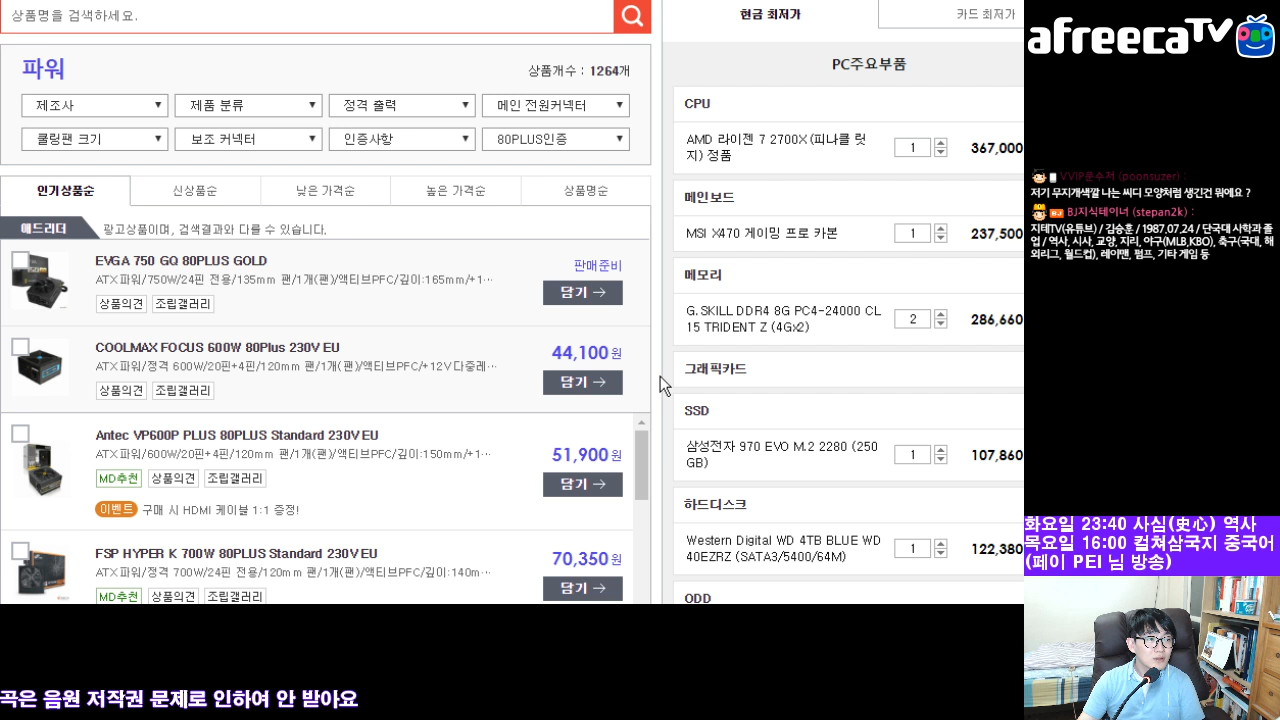 상품명을 검색하세요.
파워
상품개수 : 1264개
제조사
제품 분류
정격 출력
메인 전원커넥터
쿨링팬 크기
보조 커넥터
인증사항
80PLUS인증
인기상품순
신상품순
낮은 가격순
높은 가격순
상품명순
애드리더
광고상품이며, 검색결과와 다를 수 있습니다.
EVGA 750 GQ 80PLUS GOLD
ATX 파워/750W/24핀 전용/135mm 팬/1개(팬)/액티브PFC/깊이:165mm/+1…
상품의견
조립갤러리
판매준비
담기 →
COOLMAX FOCUS 600W 80Plus 230V EU
ATX 파워/정격 600W/20핀+4핀/120mm 팬/1개(팬)/액티브PFC/+12V 다중레…
상품의견
조립갤러리
44,100원
담기 →
Antec VP600P PLUS 80PLUS Standard 230V EU
ATX 파워/600W/20핀+4핀/120mm 팬/1개(팬)/액티브PFC/깊이:150mm/+1…
MD추천
상품의견
조립갤러리
이벤트 구매 시 HDMI 케이블 1:1 증정!
51,900원
담기 →
FSP HYPER K 700W 80PLUS Standard 230V EU
ATX 파워/정격 700W/24핀 전용/120mm 팬/1개(팬)/액티브PFC/깊이:140m…
MD추천
상품의견
조립갤러리
70,350원
담기 →
현금 최저가
카드 최저가
PC주요부품
CPU
AMD 라이젠 7 2700X (피나클 릿
지) 정품
1
367,000
메인보드
MSI X470 게이밍 프로 카본
1
237,500
메모리
G.SKILL DDR4 8G PC4-24000 CL
15 TRIDENT Z (4Gx2)
2
286,660
그래픽카드
SSD
삼성전자 970 EVO M.2 2280 (250
GB)
1
107,860
하드디스크
Western Digital WD 4TB BLUE WD
40EZRZ (SATA3/5400/64M)
1
122,380
ODD
afreecaTV
VVIP문수저 (poonsuzer) :
저기 무지개색깔 나는 씨디 모양처럼 생긴건 뭐에요 ?
BJ BJ지식테이너 (stepan2k) :
지테TV(유튜브) / 김승훈 / 1987.07.24 / 단국대 사학과 졸
업 / 역사, 시사, 교양, 지리, 야구(MLB,KBO), 축구(국대, 해
외리그, 월드컵), 레이맨, 펌프, 기타 게임 등
화요일 23:40 사심(史心) 역사
목요일 16:00 컬쳐삼국지 중국어
(페이 PEI 님 방송)
곡은 음원 저작권 문제로 인하여 안 받아요